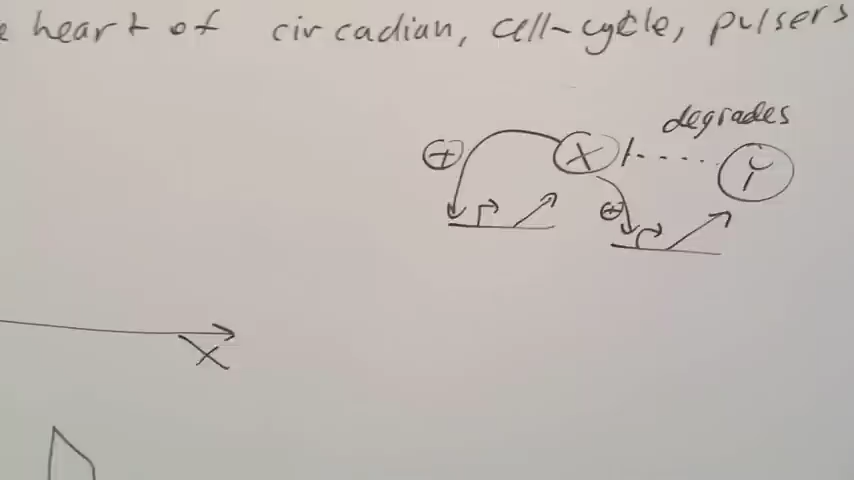 heart of circadian, cell-cycle, pulsers
degrades
+ X Y
+
X